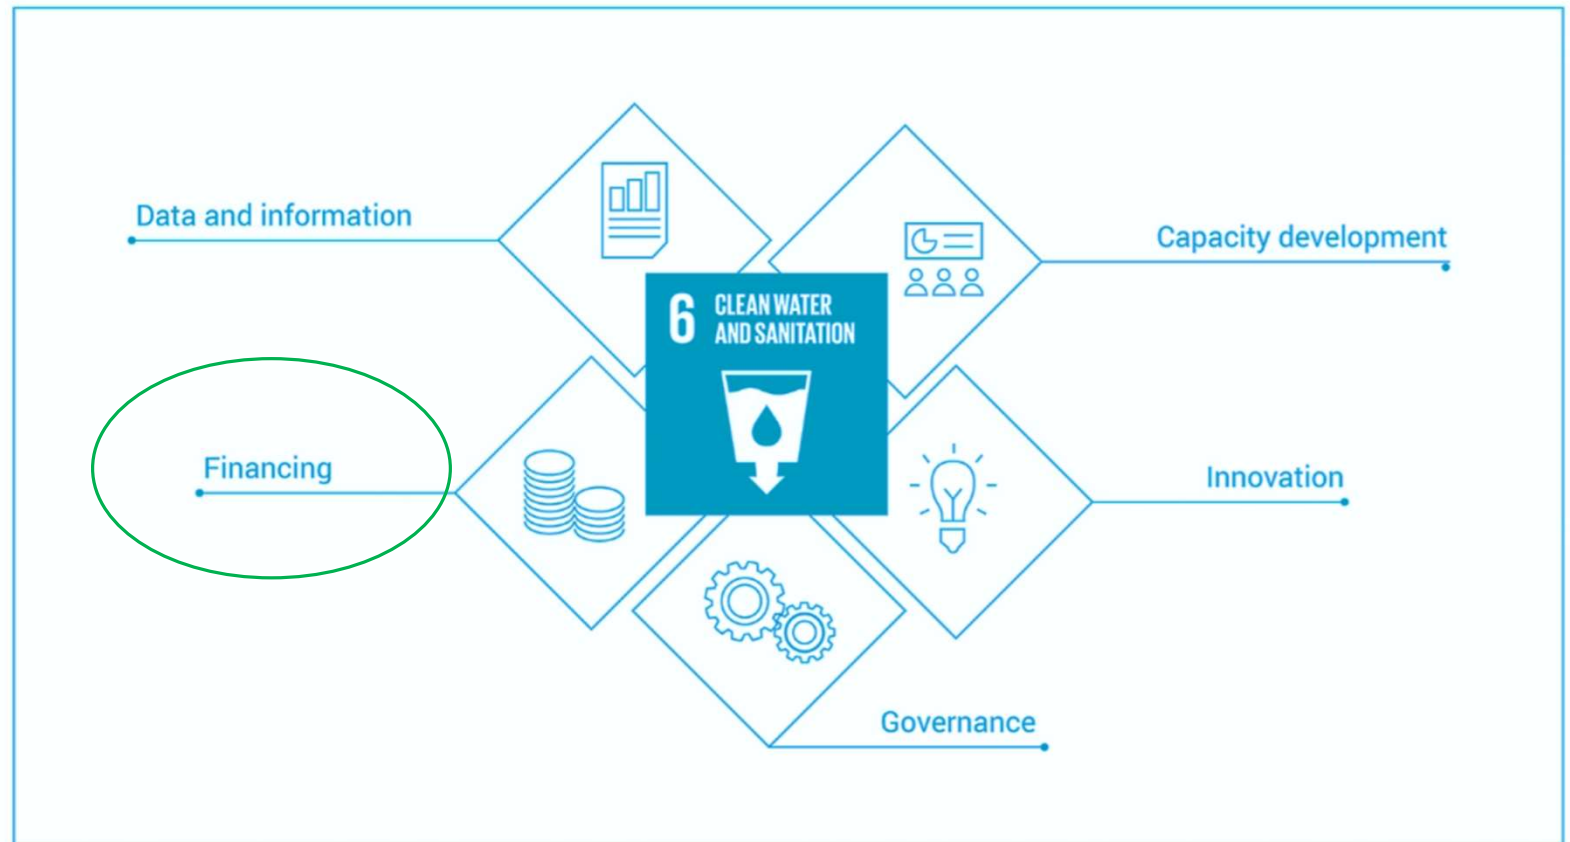 Data and information
Capacity development
6 CLEAN WATER
AND SANITATION
Financing
Innovation
Governance